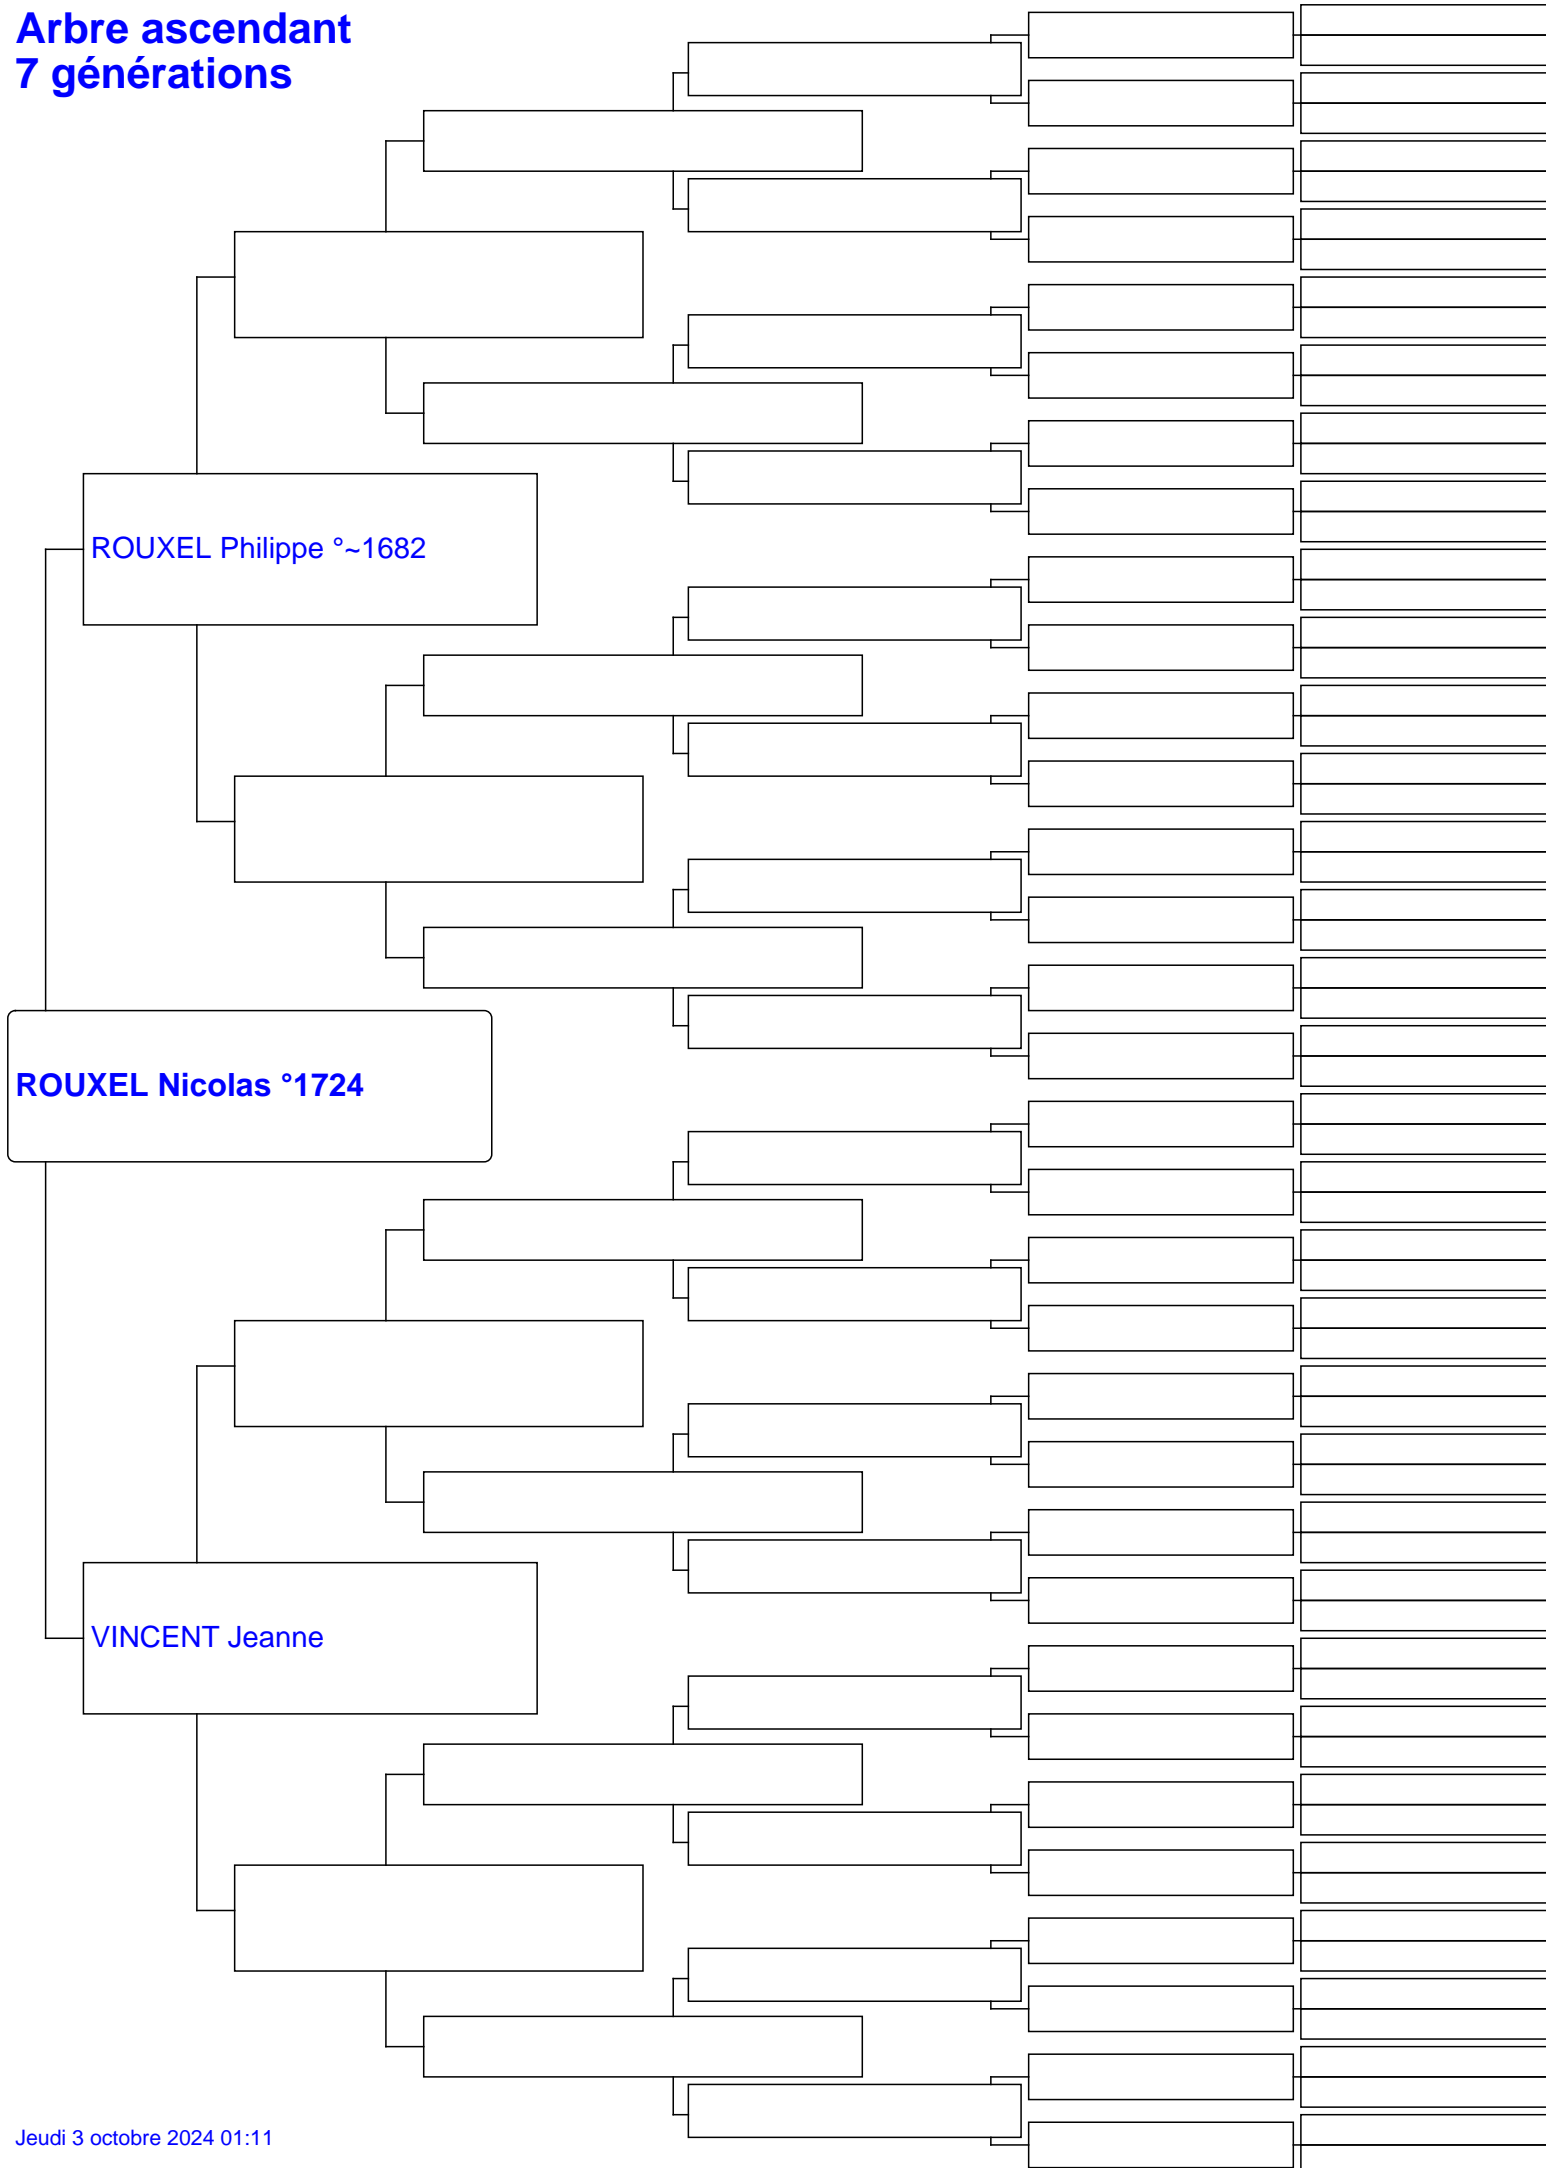 Arbre ascendant
7 générations
ROUXEL Philippe °~1682
ROUXEL Nicolas °1724
VINCENT Jeanne
Jeudi 3 octobre 2024 01:11